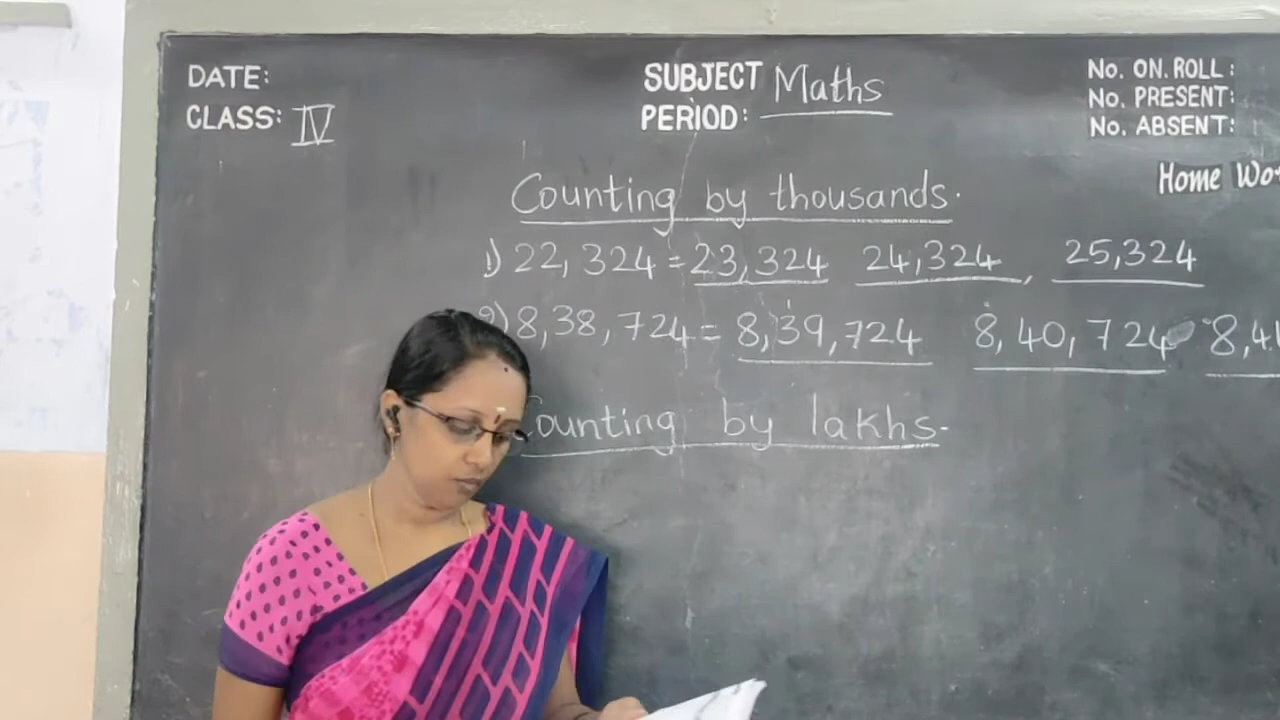 DATE:
CLASS: IV
SUBJECT Maths
PERIOD:
No. ON. ROLL :
No. PRESENT:
No. ABSENT:
Home
Counting by thousands.
1) 22, 324 = 23,324 24,324, 25,324
2) 8,38,724 = 8,39,724 8,40,724
Counting by lakhs.